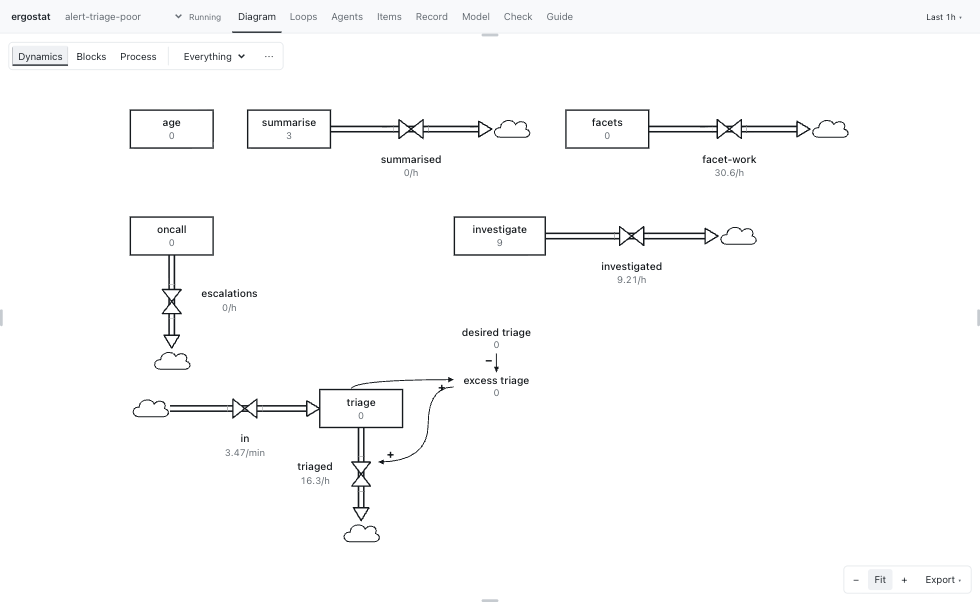 ergostat alert-triage-poor Running Diagram Loops Agents Items Record Model Check Guide Last 1h
Dynamics Blocks Process Everything ...
age
0
summarise
3
summarised
0/h
facets
0
facet-work
30.6/h
oncall
0
escalations
0/h
investigate
9
investigated
9.21/h
desired triage
0
−
excess triage
0
+
in
3.47/min
triage
0
+
triaged
16.3/h
− Fit + Export